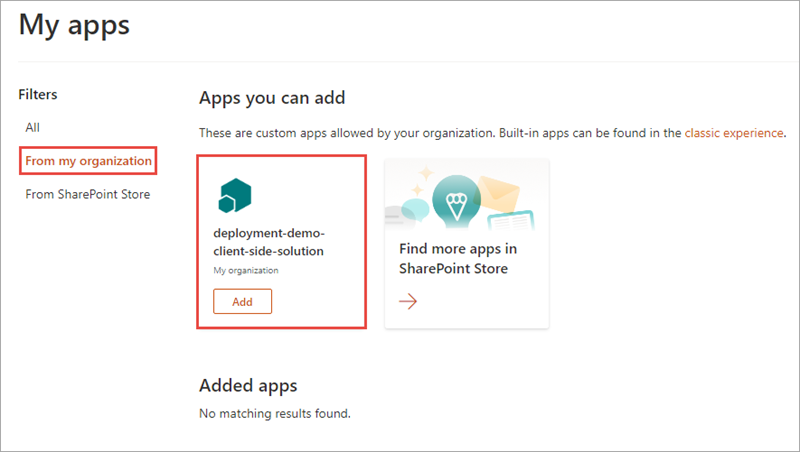 My apps
Filters
All
From my organization
From SharePoint Store
Apps you can add
These are custom apps allowed by your organization. Built-in apps can be found in the classic experience.
deployment-demo-
client-side-solution
My organization
Add
Find more apps in
SharePoint Store
Added apps
No matching results found.